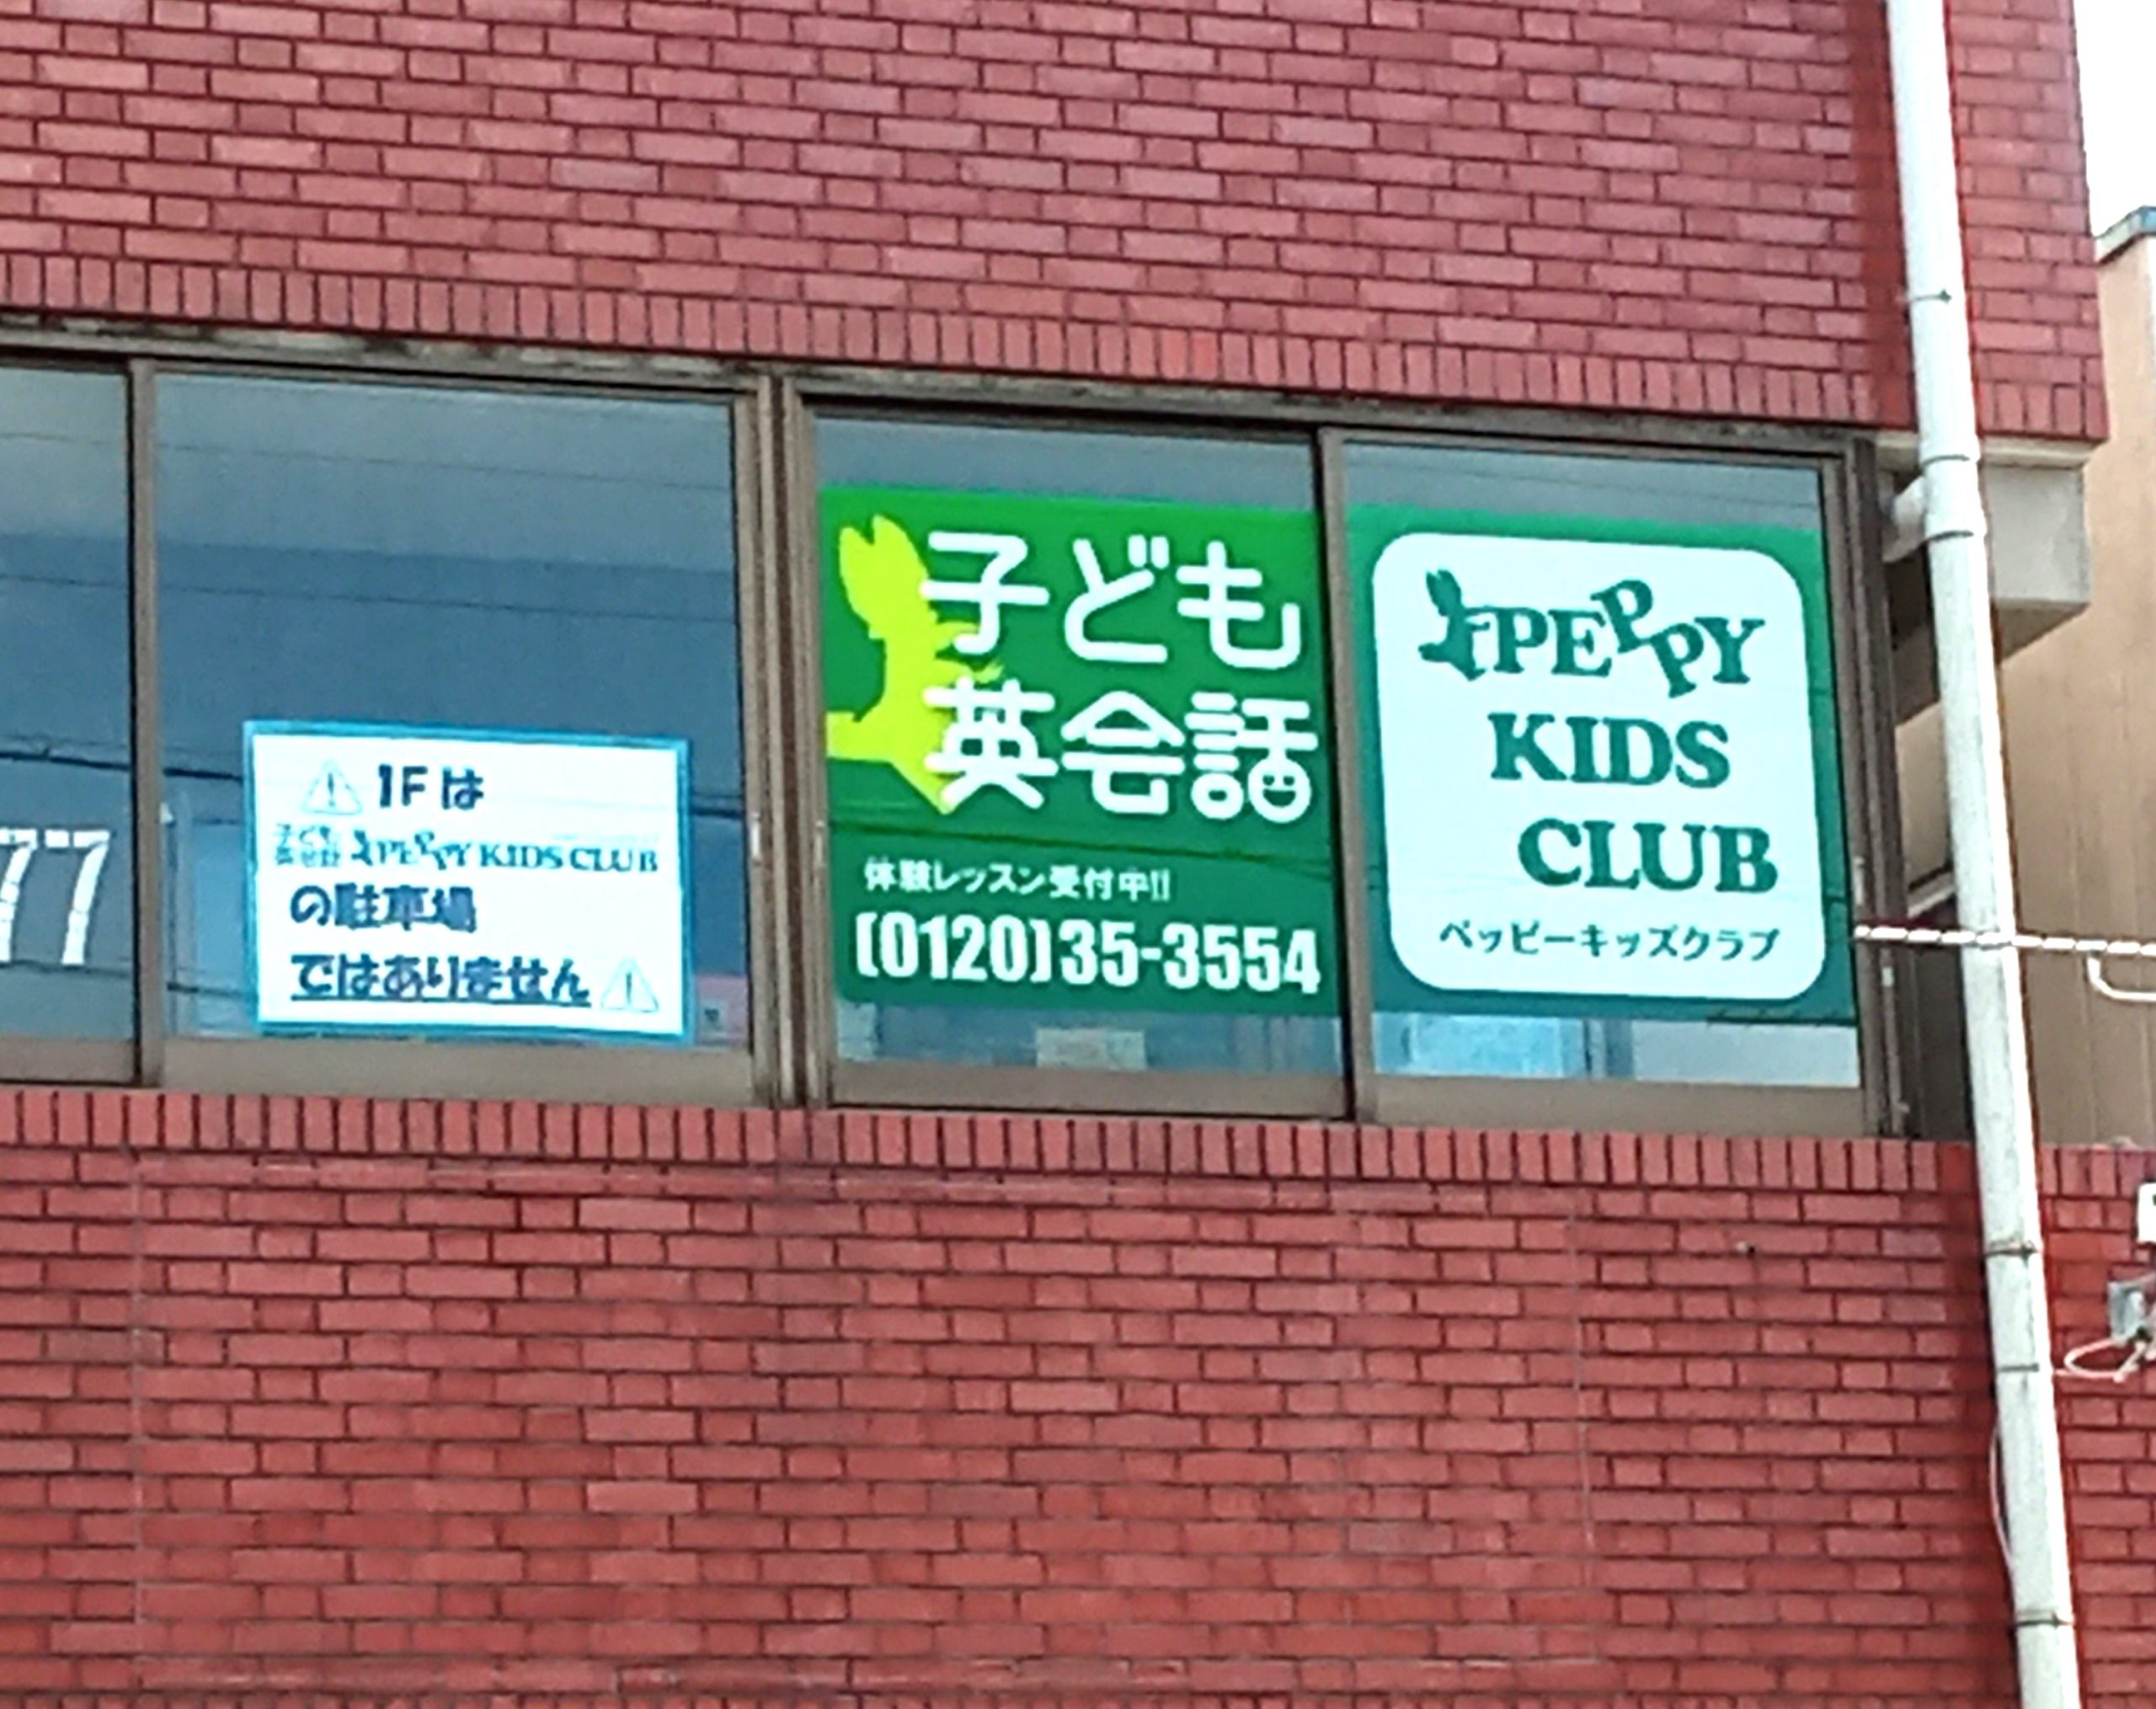 77
1F は
子ども
英会話 PEPPY KIDS CLUB
の駐車場
ではありません
子ども
英会話
体験レッスン受付中!!
(0120)35-3554
PEPPY
KIDS
CLUB
ペッピーキッズクラブ